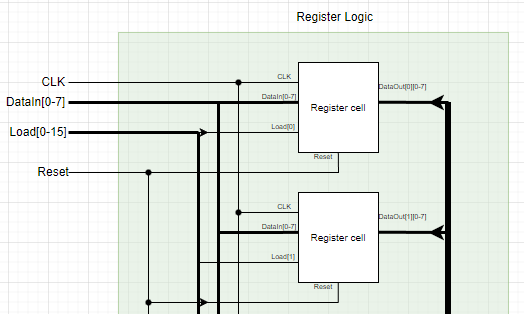 Register Logic
CLK
DataIn[0-7]
Load[0-15]
Reset
CLK
DataIn[0-7]
Load[0]
Register cell
DataOut[0][0-7]
Reset
CLK
DataIn[0-7]
Load[1]
Register cell
DataOut[1][0-7]
Reset